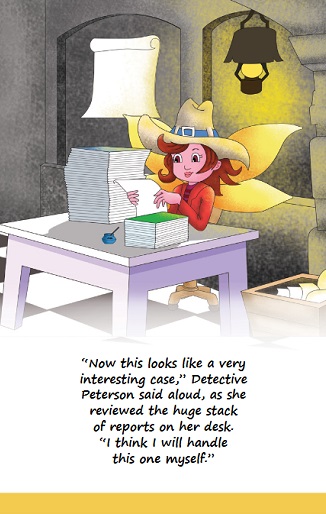 “Now this looks like a very
interesting case,” Detective
Peterson said aloud, as she
reviewed the huge stack
of reports on her desk.
“I think I will handle
this one myself.”